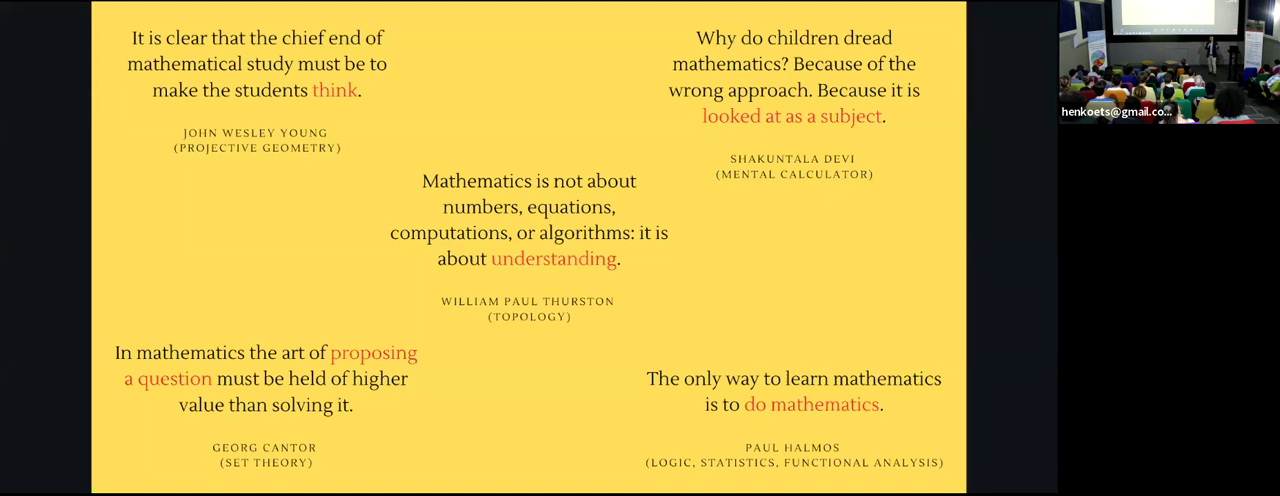 It is clear that the chief end of
mathematical study must be to
make the students think.
JOHN WESLEY YOUNG
(PROJECTIVE GEOMETRY)
Why do children dread
mathematics? Because of the
wrong approach. Because it is
looked at as a subject.
SHAKUNTALA DEVI
(MENTAL CALCULATOR)
Mathematics is not about
numbers, equations,
computations, or algorithms: it is
about understanding.
WILLIAM PAUL THURSTON
(TOPOLOGY)
In mathematics the art of proposing
a question must be held of higher
value than solving it.
GEORG CANTOR
(SET THEORY)
The only way to learn mathematics
is to do mathematics.
PAUL HALMOS
(LOGIC, STATISTICS, FUNCTIONAL ANALYSIS)
henkoets@gmail.co...